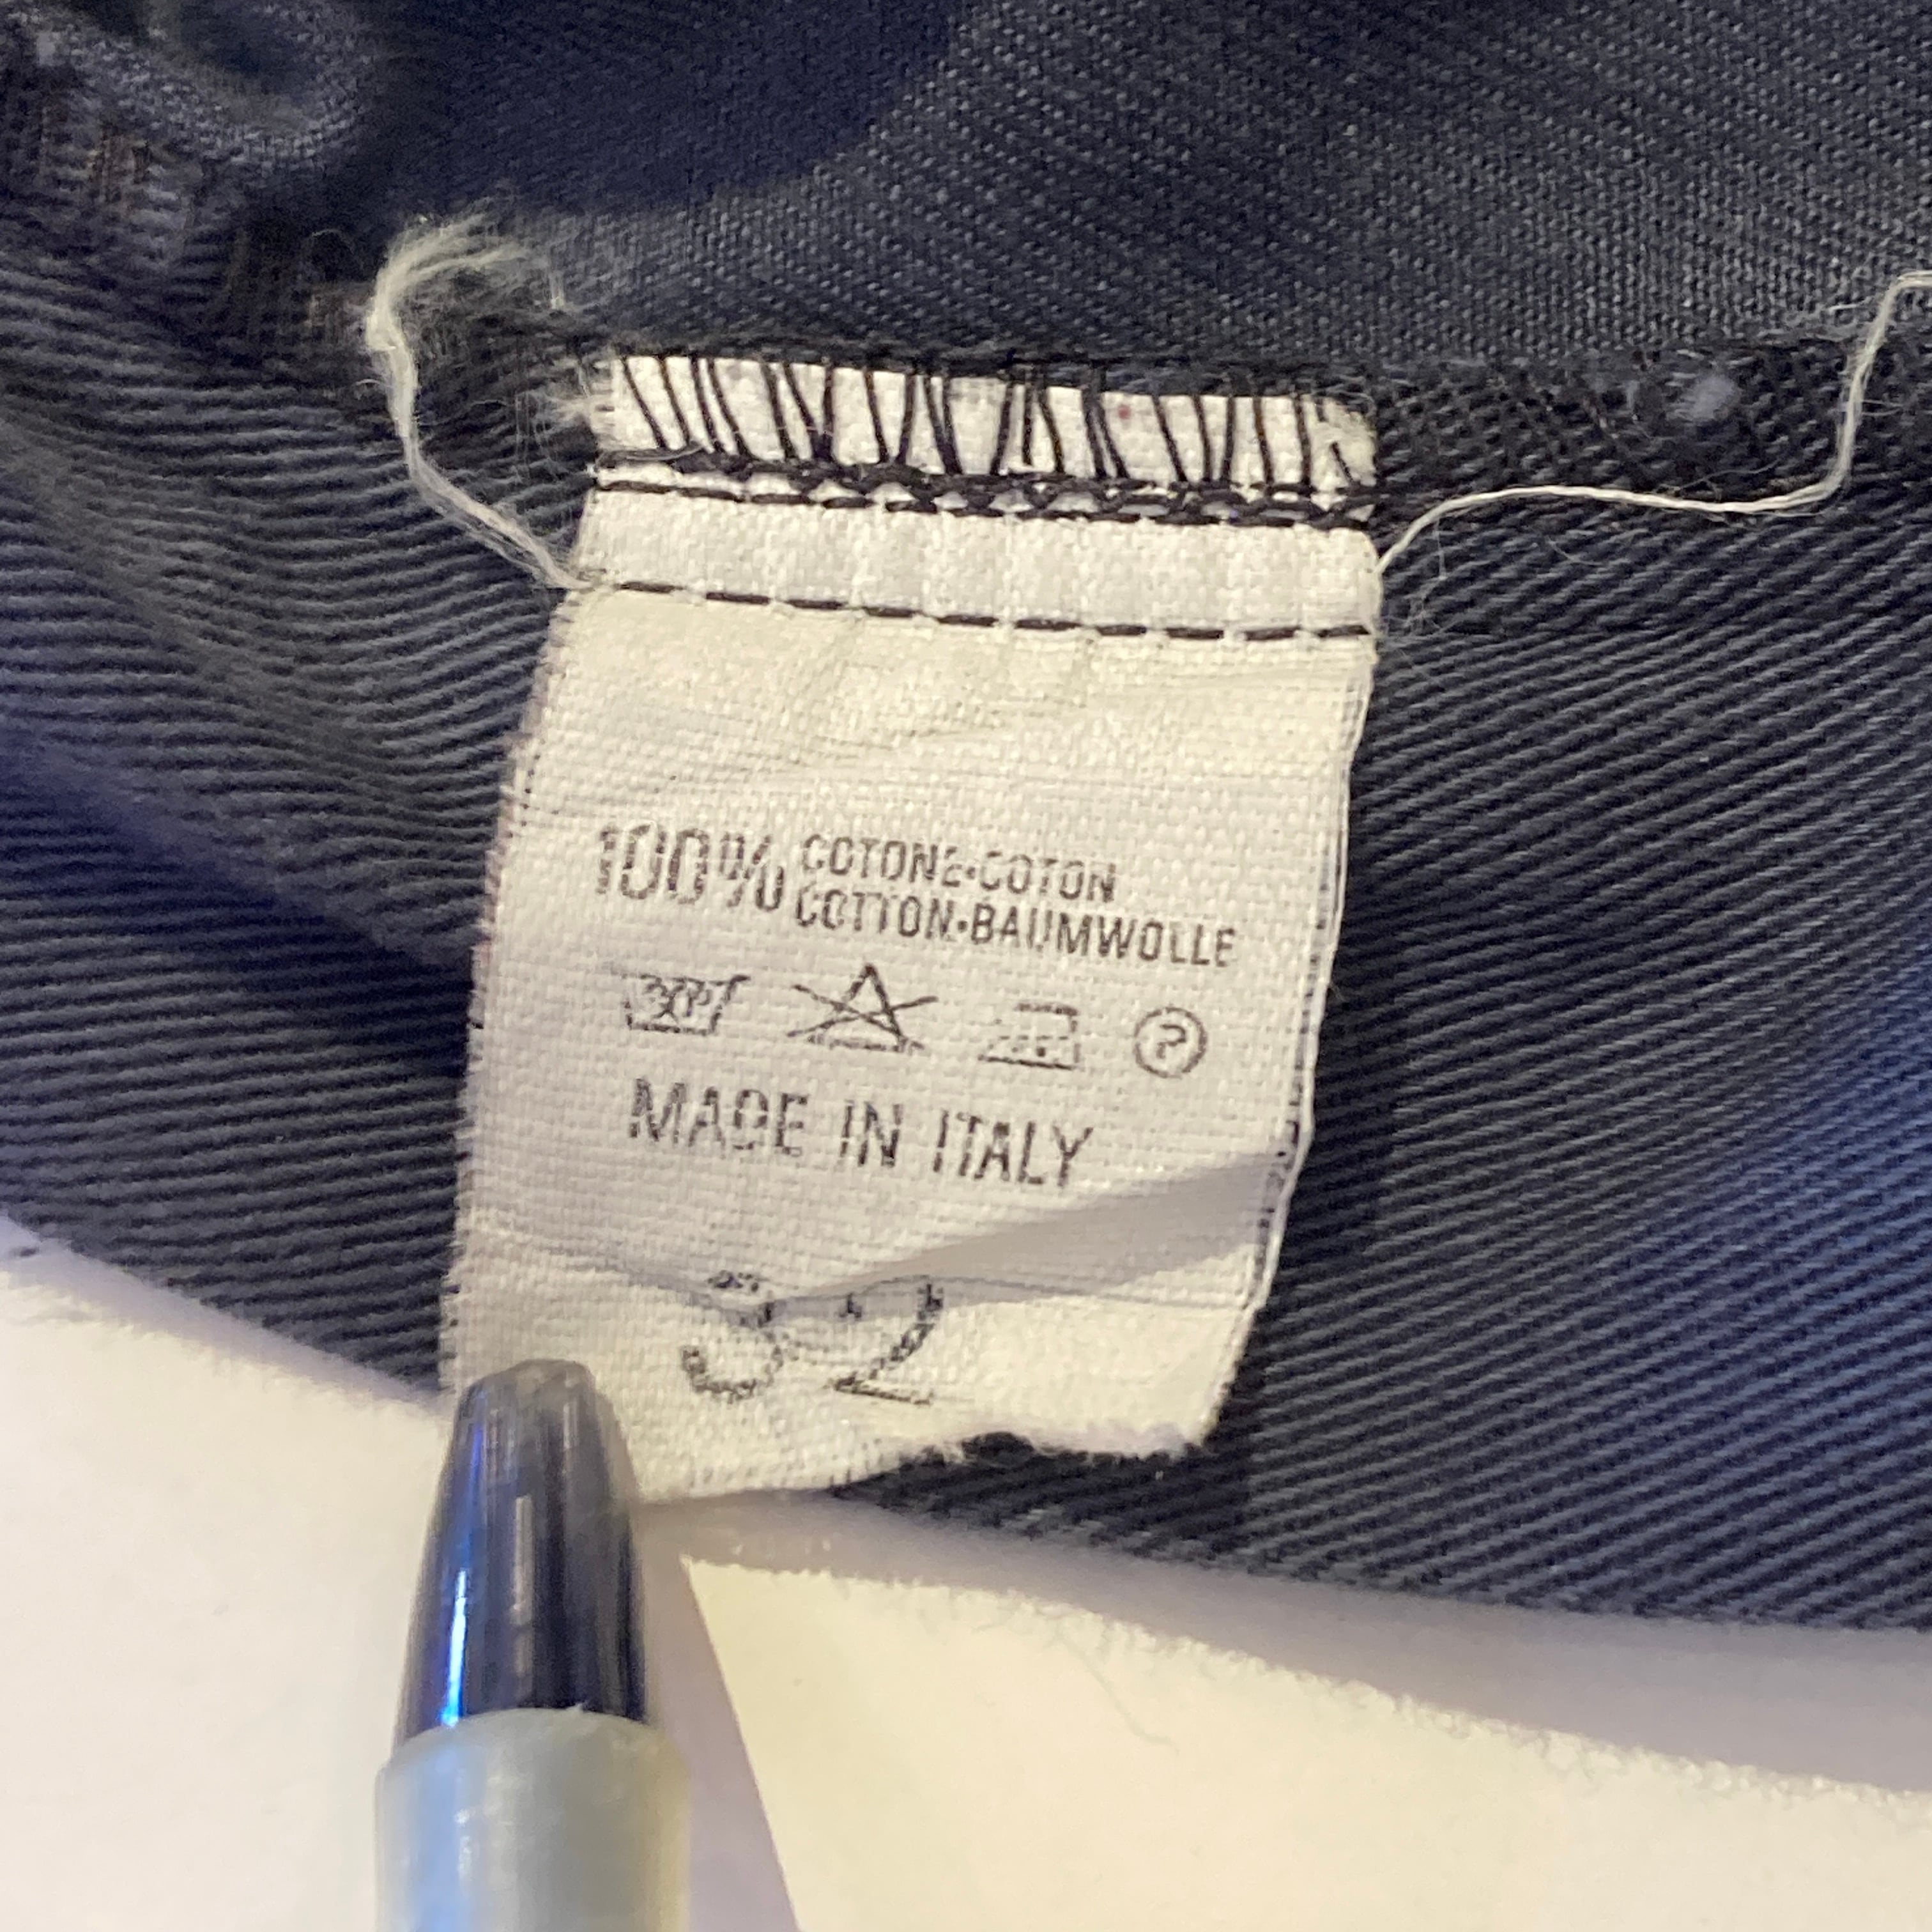 100% COTONE•COTON
COTTON•BAUMWOLLE
30°
P
MADE IN ITALY
32